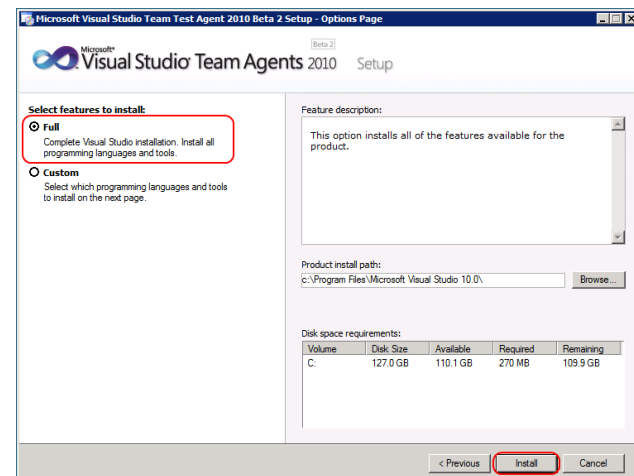 Microsoft Visual Studio Team Test Agent 2010 Beta 2 Setup - Options Page
Beta 2
Microsoft®
Visual Studio Team Agents 2010 Setup
Select features to install:
Full
Complete Visual Studio installation. Install all
programming languages and tools.
Custom
Select which programming languages and tools
to install on the next page.
Feature description:
This option installs all of the features available for the
product.
Product install path:
c:\Program Files\Microsoft Visual Studio 10.0\
Browse...
Disk space requirements:
Volume Disk Size Available Required Remaining
C: 127.0 GB 110.1 GB 270 MB 109.9 GB
< Previous Install Cancel